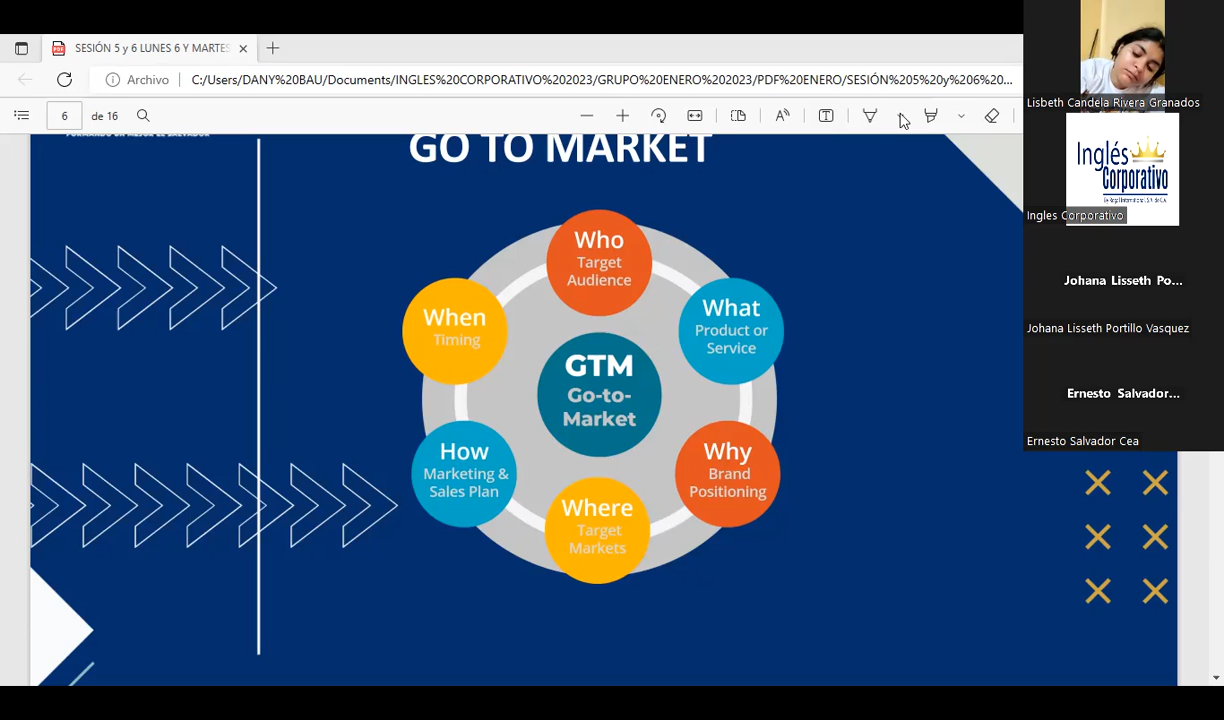 SESIÓN 5 y 6 LUNES 6 Y MARTES
Archivo
C:/Users/DANY%20BAU/Documents/INGLES%20CORPORATIVO%202023/GRUPO%20ENERO%202023/PDF%20ENERO/SESIÓN%205%20y%206%20...
6
de 16
GO TO MARKET
Who
Target
Audience
What
Product or
Service
Why
Brand
Positioning
Where
Target
Markets
How
Marketing &
Sales Plan
When
Timing
GTM
Go-to-
Market
Lisbeth Candela Rivera Granados
Inglés
Corporativo
Ingles Corporativo
Johana Lisseth Po...
Johana Lisseth Portillo Vasquez
Ernesto Salvador...
Ernesto Salvador Cea